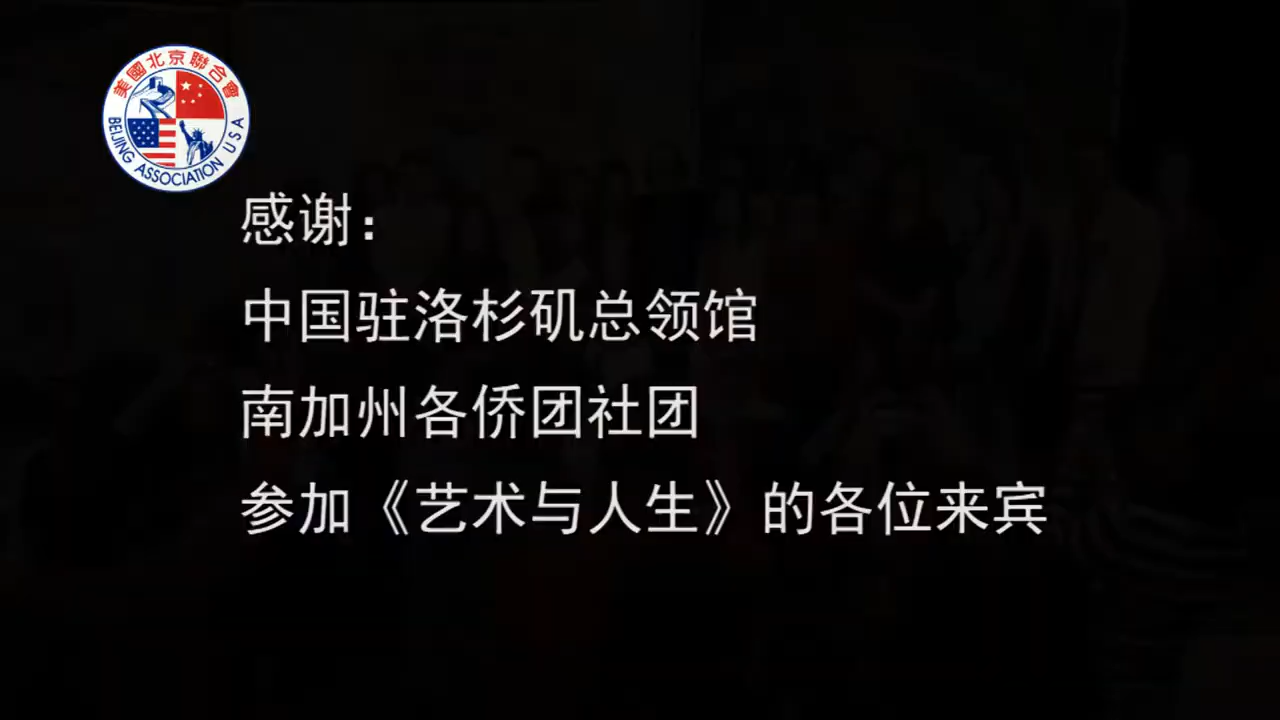 美國北京聯合會
BEIJING ASSOCIATION USA
感谢：
中国驻洛杉矶总领馆
南加州各侨团社团
参加《艺术与人生》的各位来宾